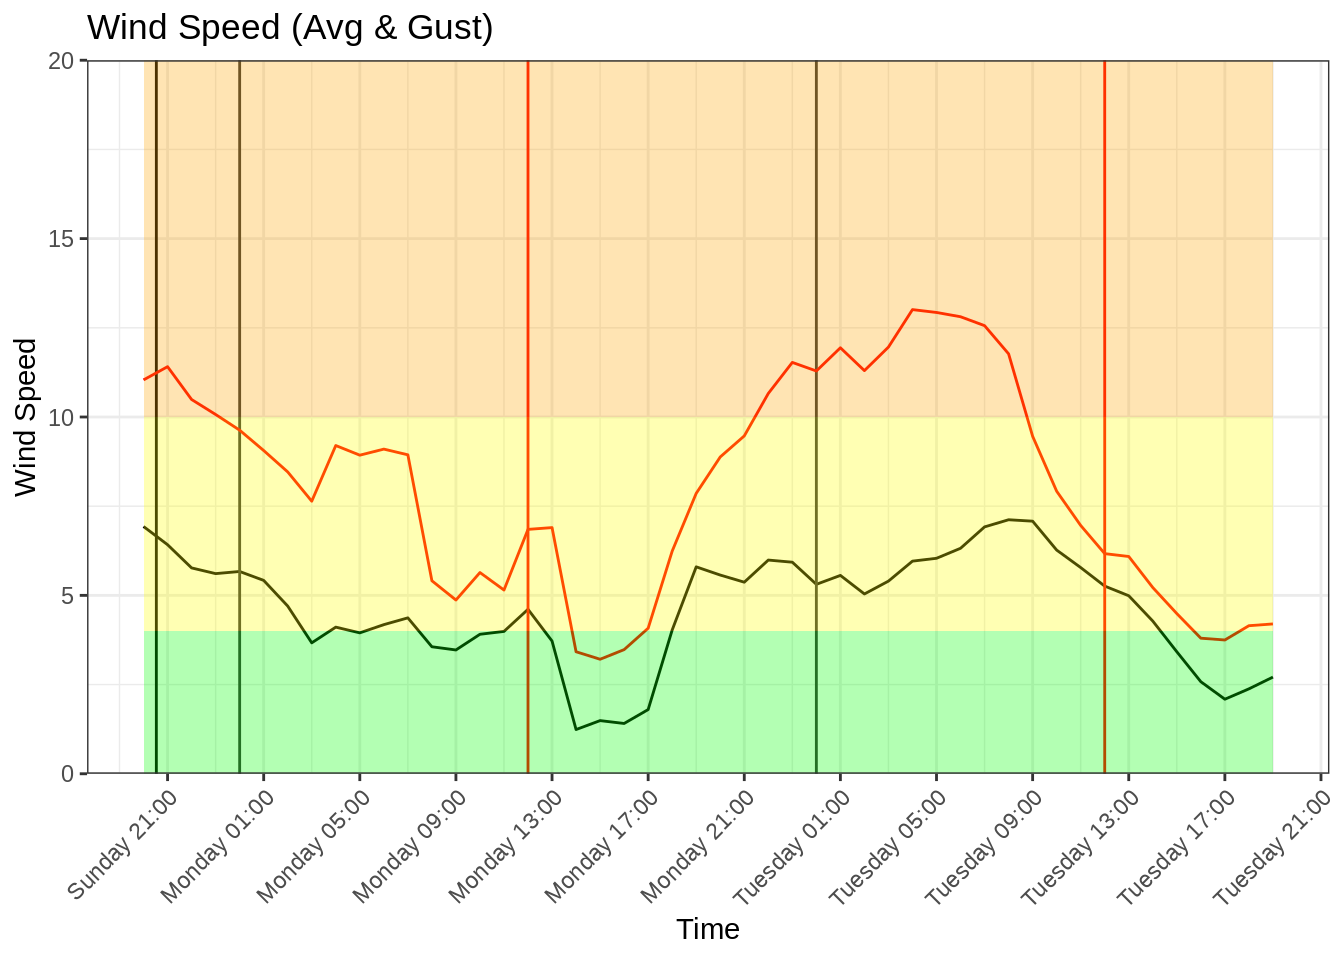 Wind Speed (Avg & Gust)
20
15
10
5
0
Wind Speed
Sunday 21:00
Monday 01:00
Monday 05:00
Monday 09:00
Monday 13:00
Monday 17:00
Monday 21:00
Tuesday 01:00
Tuesday 05:00
Tuesday 09:00
Tuesday 13:00
Tuesday 17:00
Tuesday 21:00
Time